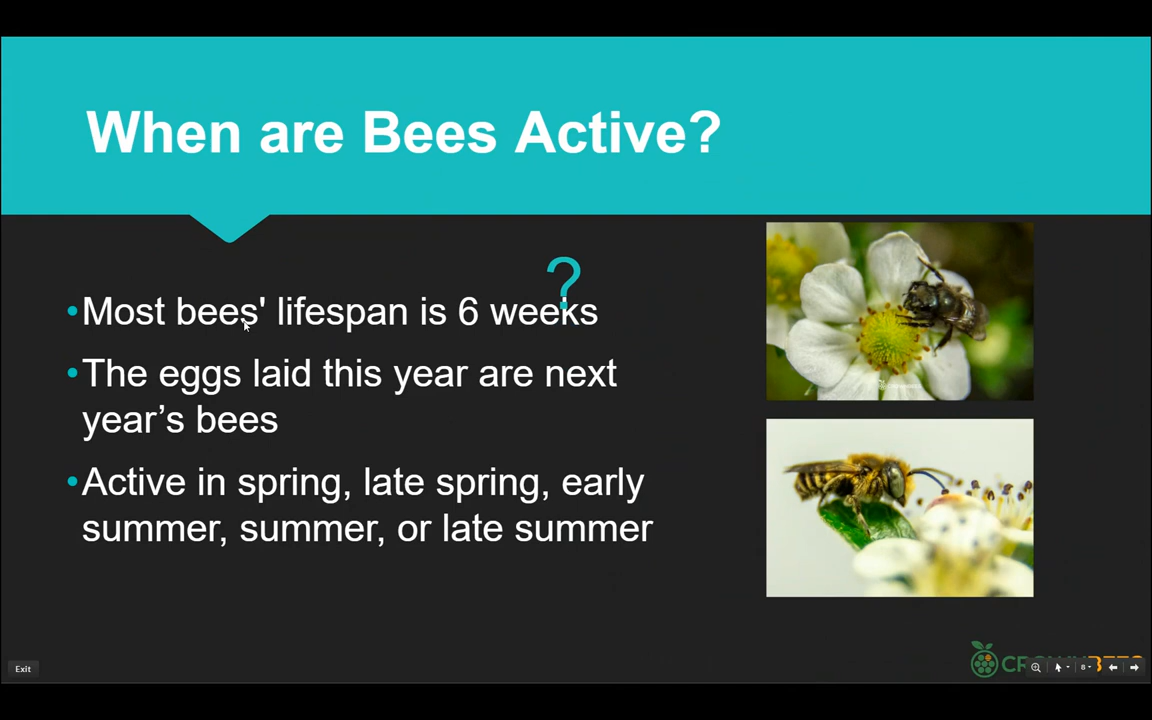 When are Bees Active?
?
•Most bees' lifespan is 6 weeks
•The eggs laid this year are next
year’s bees
•Active in spring, late spring, early
summer, summer, or late summer
Exit
8